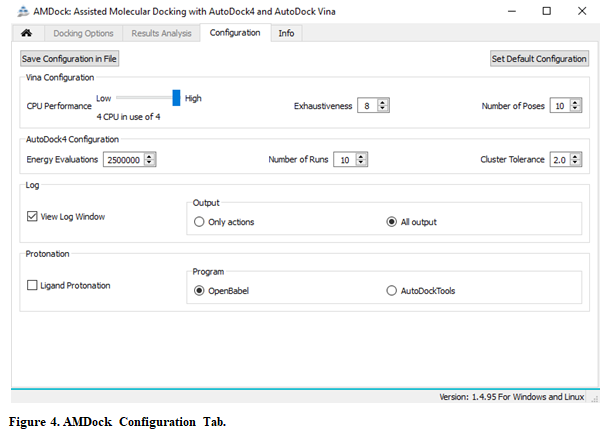 AMDock: Assisted Molecular Docking with AutoDock4 and AutoDock Vina
Docking Options Results Analysis Configuration Info
Save Configuration in File Set Default Configuration
Vina Configuration
CPU Performance Low High Exhaustiveness 8 Number of Poses 10
4 CPU in use of 4
AutoDock4 Configuration
Energy Evaluations 2500000 Number of Runs 10 Cluster Tolerance 2.0
Log
View Log Window
Output
Only actions All output
Protonation
Ligand Protonation
Program
OpenBabel AutoDockTools
Version: 1.4.95 For Windows and Linux
Figure 4. AMDock Configuration Tab.